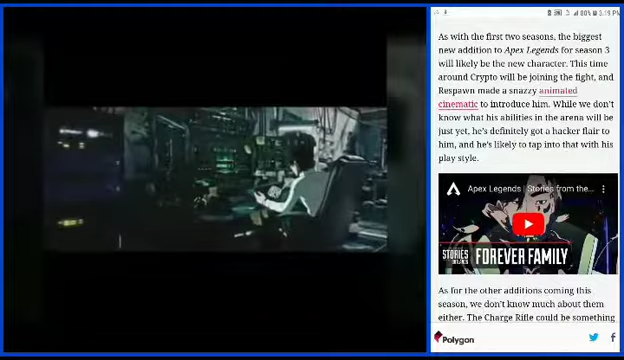 80% 3:19 PM
As with the first two seasons, the biggest
new addition to Apex Legends for season 3
will likely be the new character. This time
around Crypto will be joining the fight, and
Respawn made a snazzy animated
cinematic to introduce him. While we don't
know what his abilities in the arena will be
just yet, he's definitely got a hacker flair to
him, and he's likely to tap into that with his
play style.
Apex Legends | Stories from the...
STORIES
FOREVER FAMILY
As for the other additions coming this
season, we don't know much about them
either. The Charge Rifle could be something
Polygon